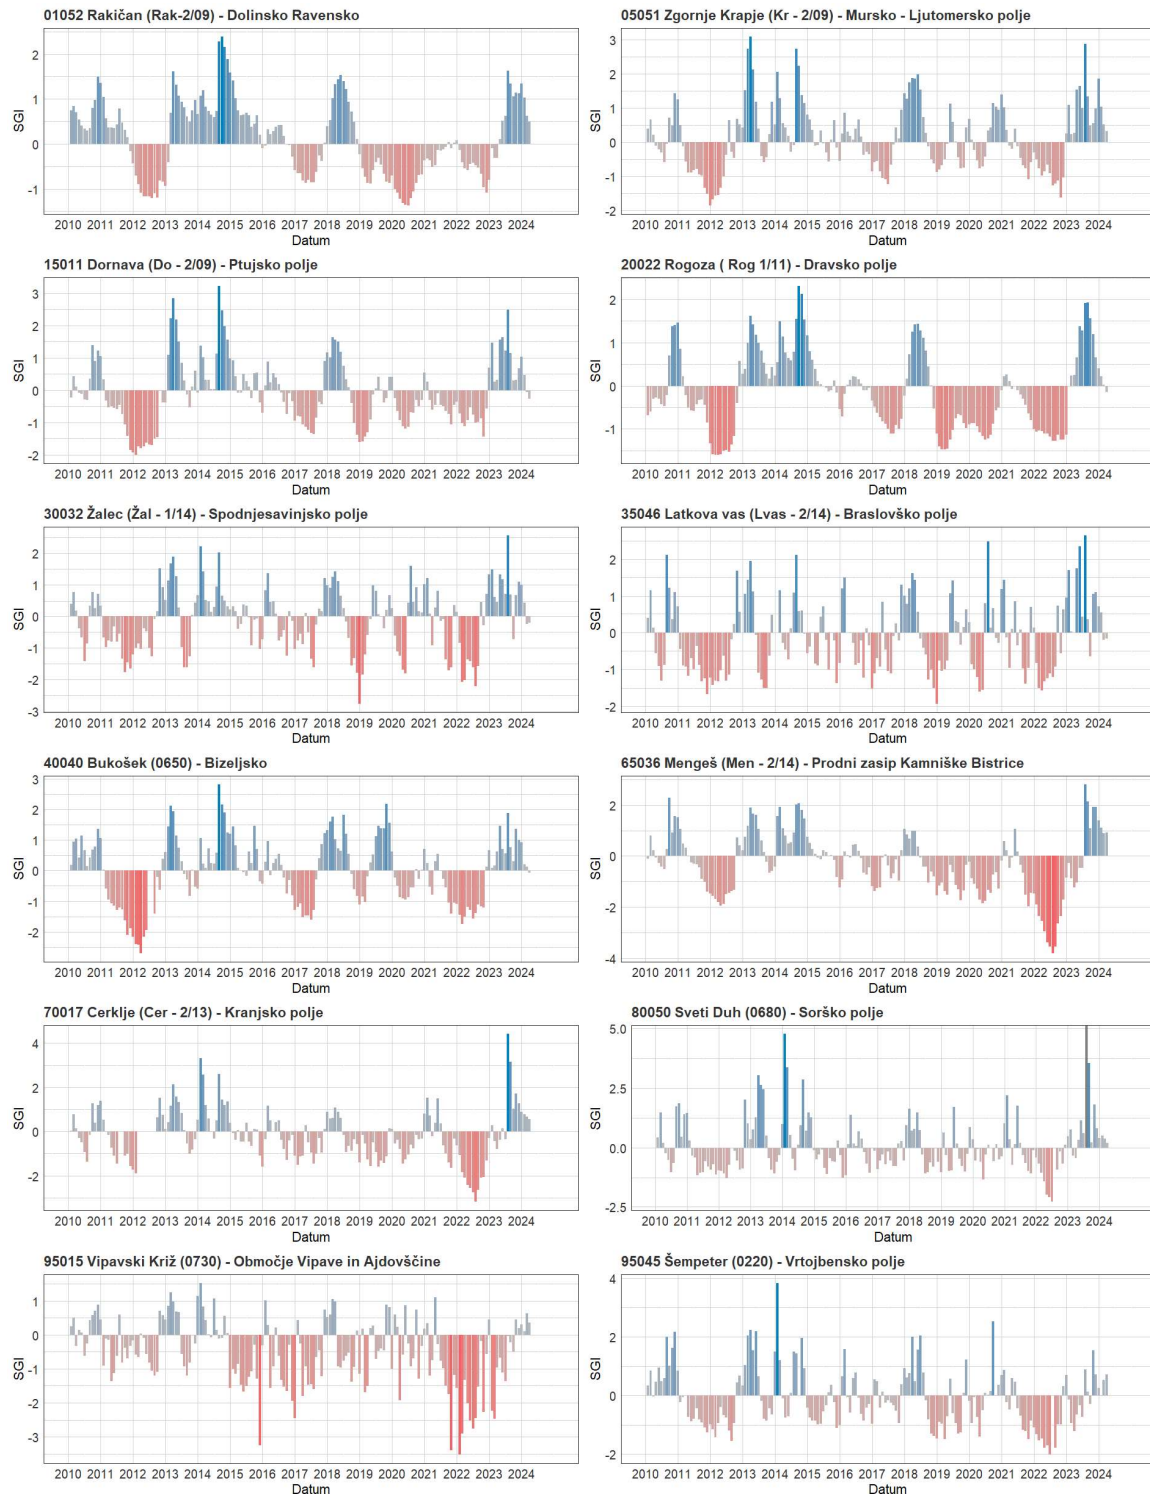 01052 Rakičan (Rak-2/09) - Dolinsko Ravensko
SGI
2
1
0
-1
2010 2011 2012 2013 2014 2015 2016 2017 2018 2019 2020 2021 2022 2023 2024
Datum
05051 Zgornje Krapje (Kr - 2/09) - Mursko - Ljutomersko polje
SGI
3
2
1
0
-1
-2
2010 2011 2012 2013 2014 2015 2016 2017 2018 2019 2020 2021 2022 2023 2024
Datum
15011 Dornava (Do - 2/09) - Ptujsko polje
SGI
3
2
1
0
-1
-2
2010 2011 2012 2013 2014 2015 2016 2017 2018 2019 2020 2021 2022 2023 2024
Datum
20022 Rogoza ( Rog 1/11) - Dravsko polje
SGI
2
1
0
-1
2010 2011 2012 2013 2014 2015 2016 2017 2018 2019 2020 2021 2022 2023 2024
Datum
30032 Žalec (Žal - 1/14) - Spodnjesavinjsko polje
SGI
2
1
0
-1
-2
-3
2010 2011 2012 2013 2014 2015 2016 2017 2018 2019 2020 2021 2022 2023 2024
Datum
35046 Latkova vas (Lvas - 2/14) - Braslovško polje
SGI
2
1
0
-1
-2
2010 2011 2012 2013 2014 2015 2016 2017 2018 2019 2020 2021 2022 2023 2024
Datum
40040 Bukošek (0650) - Bizeljsko
SGI
3
2
1
0
-1
-2
2010 2011 2012 2013 2014 2015 2016 2017 2018 2019 2020 2021 2022 2023 2024
Datum
65036 Mengeš (Men - 2/14) - Prodni zasip Kamniške Bistrice
SGI
2
0
-2
-4
2010 2011 2012 2013 2014 2015 2016 2017 2018 2019 2020 2021 2022 2023 2024
Datum
70017 Cerklje (Cer - 2/13) - Kranjsko polje
SGI
4
2
0
-2
2010 2011 2012 2013 2014 2015 2016 2017 2018 2019 2020 2021 2022 2023 2024
Datum
80050 Sveti Duh (0680) - Sorško polje
SGI
5.0
2.5
0.0
-2.5
2010 2011 2012 2013 2014 2015 2016 2017 2018 2019 2020 2021 2022 2023 2024
Datum
95015 Vipavski Križ (0730) - Območje Vipave in Ajdovščine
SGI
1
0
-1
-2
-3
2010 2011 2012 2013 2014 2015 2016 2017 2018 2019 2020 2021 2022 2023 2024
Datum
95045 Šempeter (0220) - Vrtojbensko polje
SGI
4
2
0
-2
2010 2011 2012 2013 2014 2015 2016 2017 2018 2019 2020 2021 2022 2023 2024
Datum